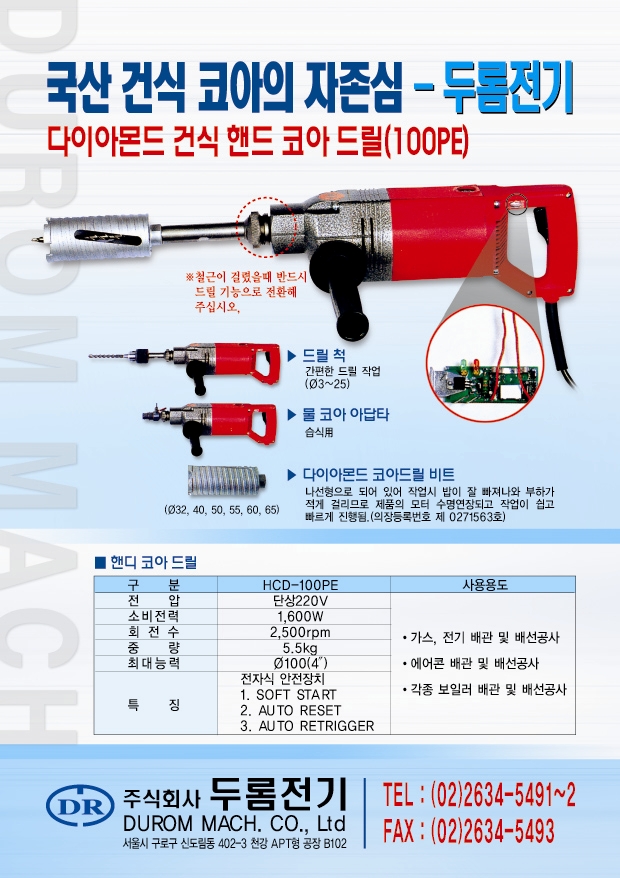 DUROM MACH
국산 건식 코아의 자존심 - 두롬전기
다이아몬드 건식 핸드 코아 드릴(100PE)
※철근이 걸렸을때 반드시
드릴 기능으로 전환해
주십시오.
▶ 드릴 척
간편한 드릴 작업
(Ø3~25)
▶ 물 코아 아답타
습식用
▶ 다이아몬드 코아드릴 비트
나선형으로 되어 있어 작업시 밥이 잘 빠져나와 부하가
적게 걸리므로 제품의 모터 수명연장되고 작업이 쉽고
빠르게 진행됨.(의장등록번호 제 0271563호)
(Ø32, 40, 50, 55, 60, 65)
■ 핸디 코아 드릴
구 분 HCD-100PE 사용용도
전 압 단상220V
소비전력 1,600W
회 전 수 2,500rpm
중 량 5.5kg
최대능력 Ø100(4″)
특 징 전자식 안전장치
1. SOFT START
2. AUTO RESET
3. AUTO RETRIGGER
• 가스, 전기 배관 및 배선공사
• 에어콘 배관 및 배선공사
• 각종 보일러 배관 및 배선공사
DR
주식회사 두롬전기
DUROM MACH. CO., Ltd
서울시 구로구 신도림동 402-3 천강 APT형 공장 B102
TEL : (02)2634-5491~2
FAX : (02)2634-5493